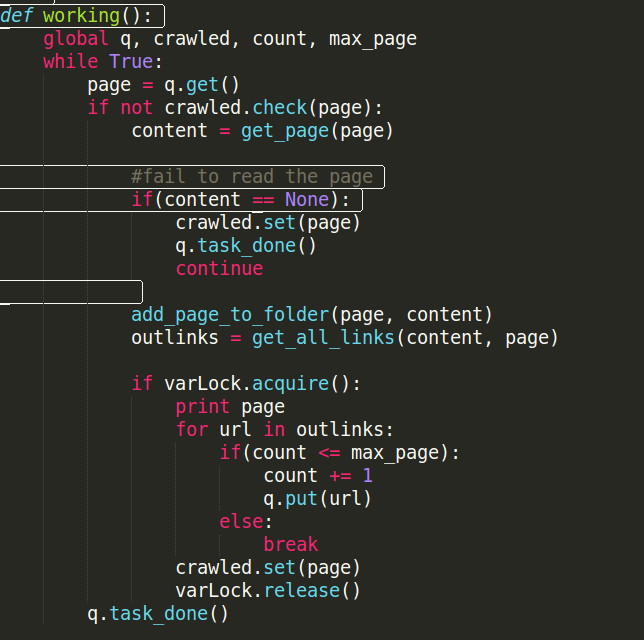 def working():
    global q, crawled, count, max_page
    while True:
        page = q.get()
        if not crawled.check(page):
            content = get_page(page)

            #fail to read the page
            if(content == None):
                crawled.set(page)
                q.task_done()
                continue

            add_page_to_folder(page, content)
            outlinks = get_all_links(content, page)

            if varLock.acquire():
                print page
                for url in outlinks:
                    if(count <= max_page):
                        count += 1
                        q.put(url)
                    else:
                        break
                crawled.set(page)
                varLock.release()
        q.task_done()